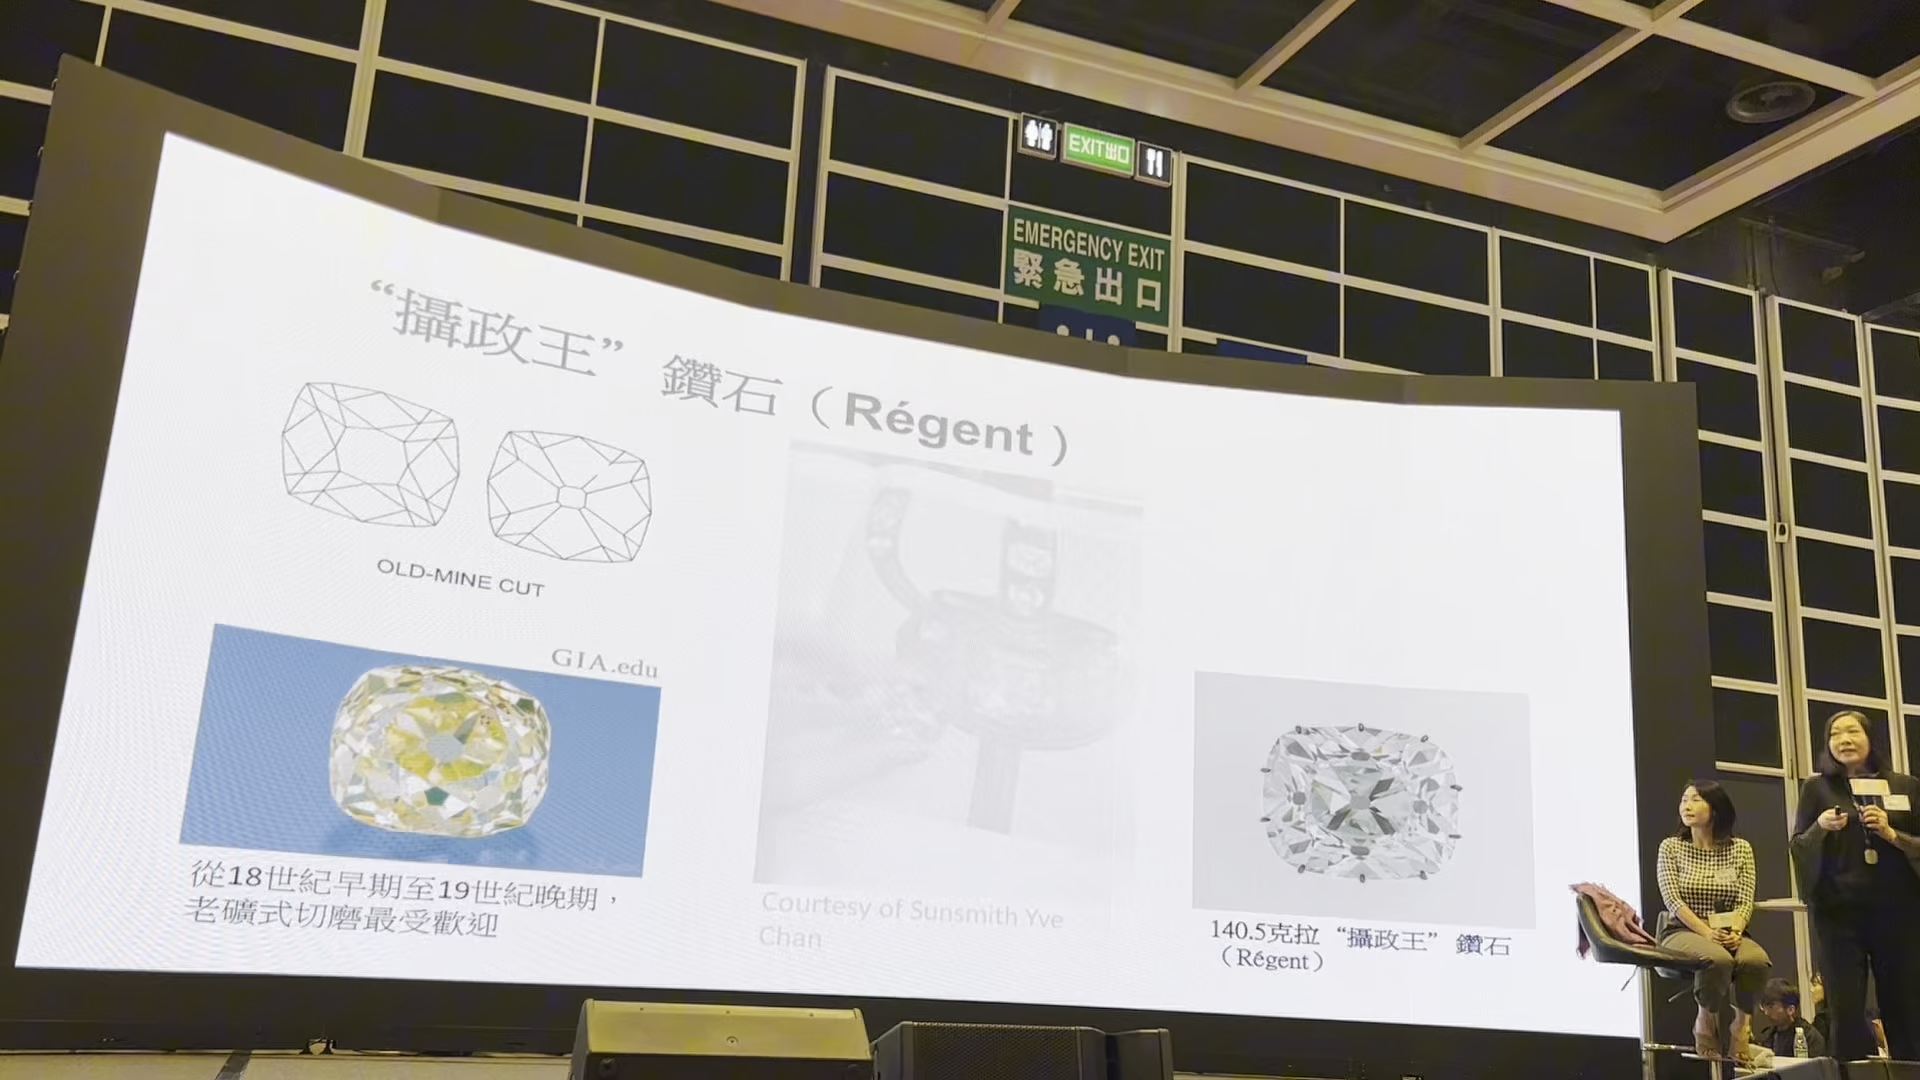 EXIT出口
EMERGENCY EXIT
緊急出口
“攝政王” 鑽石（Régent）
OLD-MINE CUT
GIA.edu
從18世紀早期至19世紀晚期，
老礦式切磨最受歡迎
Courtesy of Sunsmith Yve
Chan
140.5克拉 “攝政王” 鑽石
（Régent）